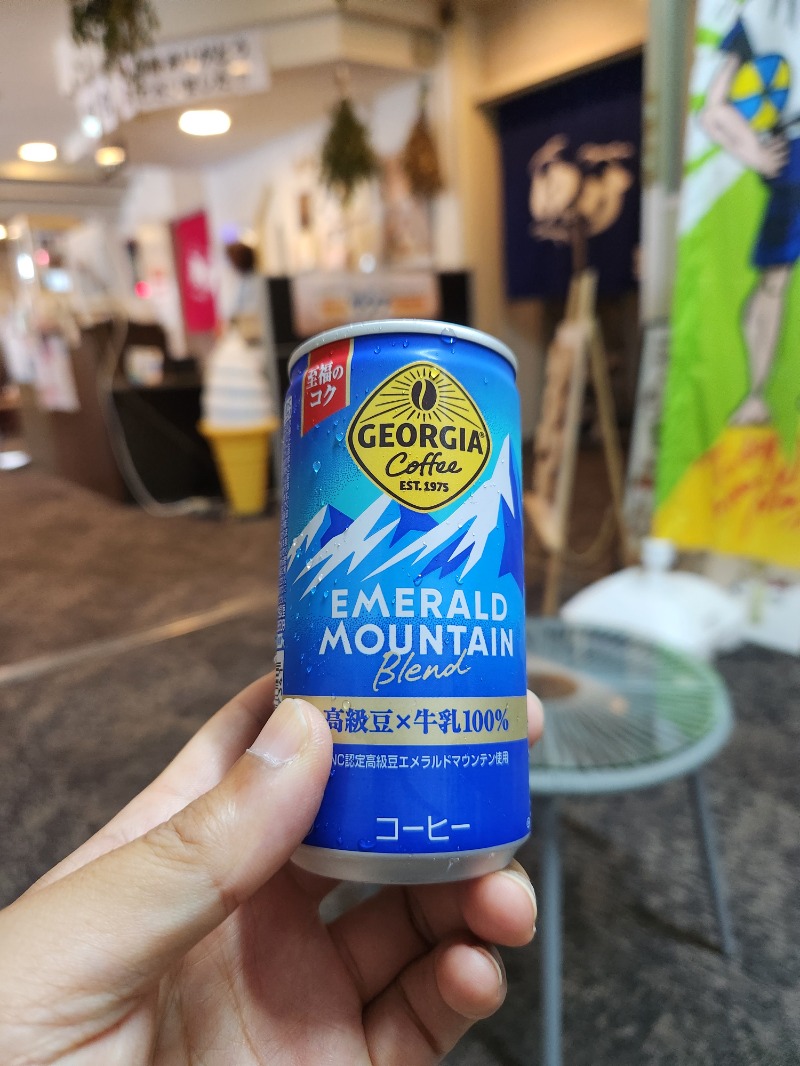 至福の
コク
GEORGIA
Coffee
EST. 1975
EMERALD
MOUNTAIN
Blend
高級豆×牛乳100%
NC認定高級豆エメラルドマウンテン使用
コーヒー